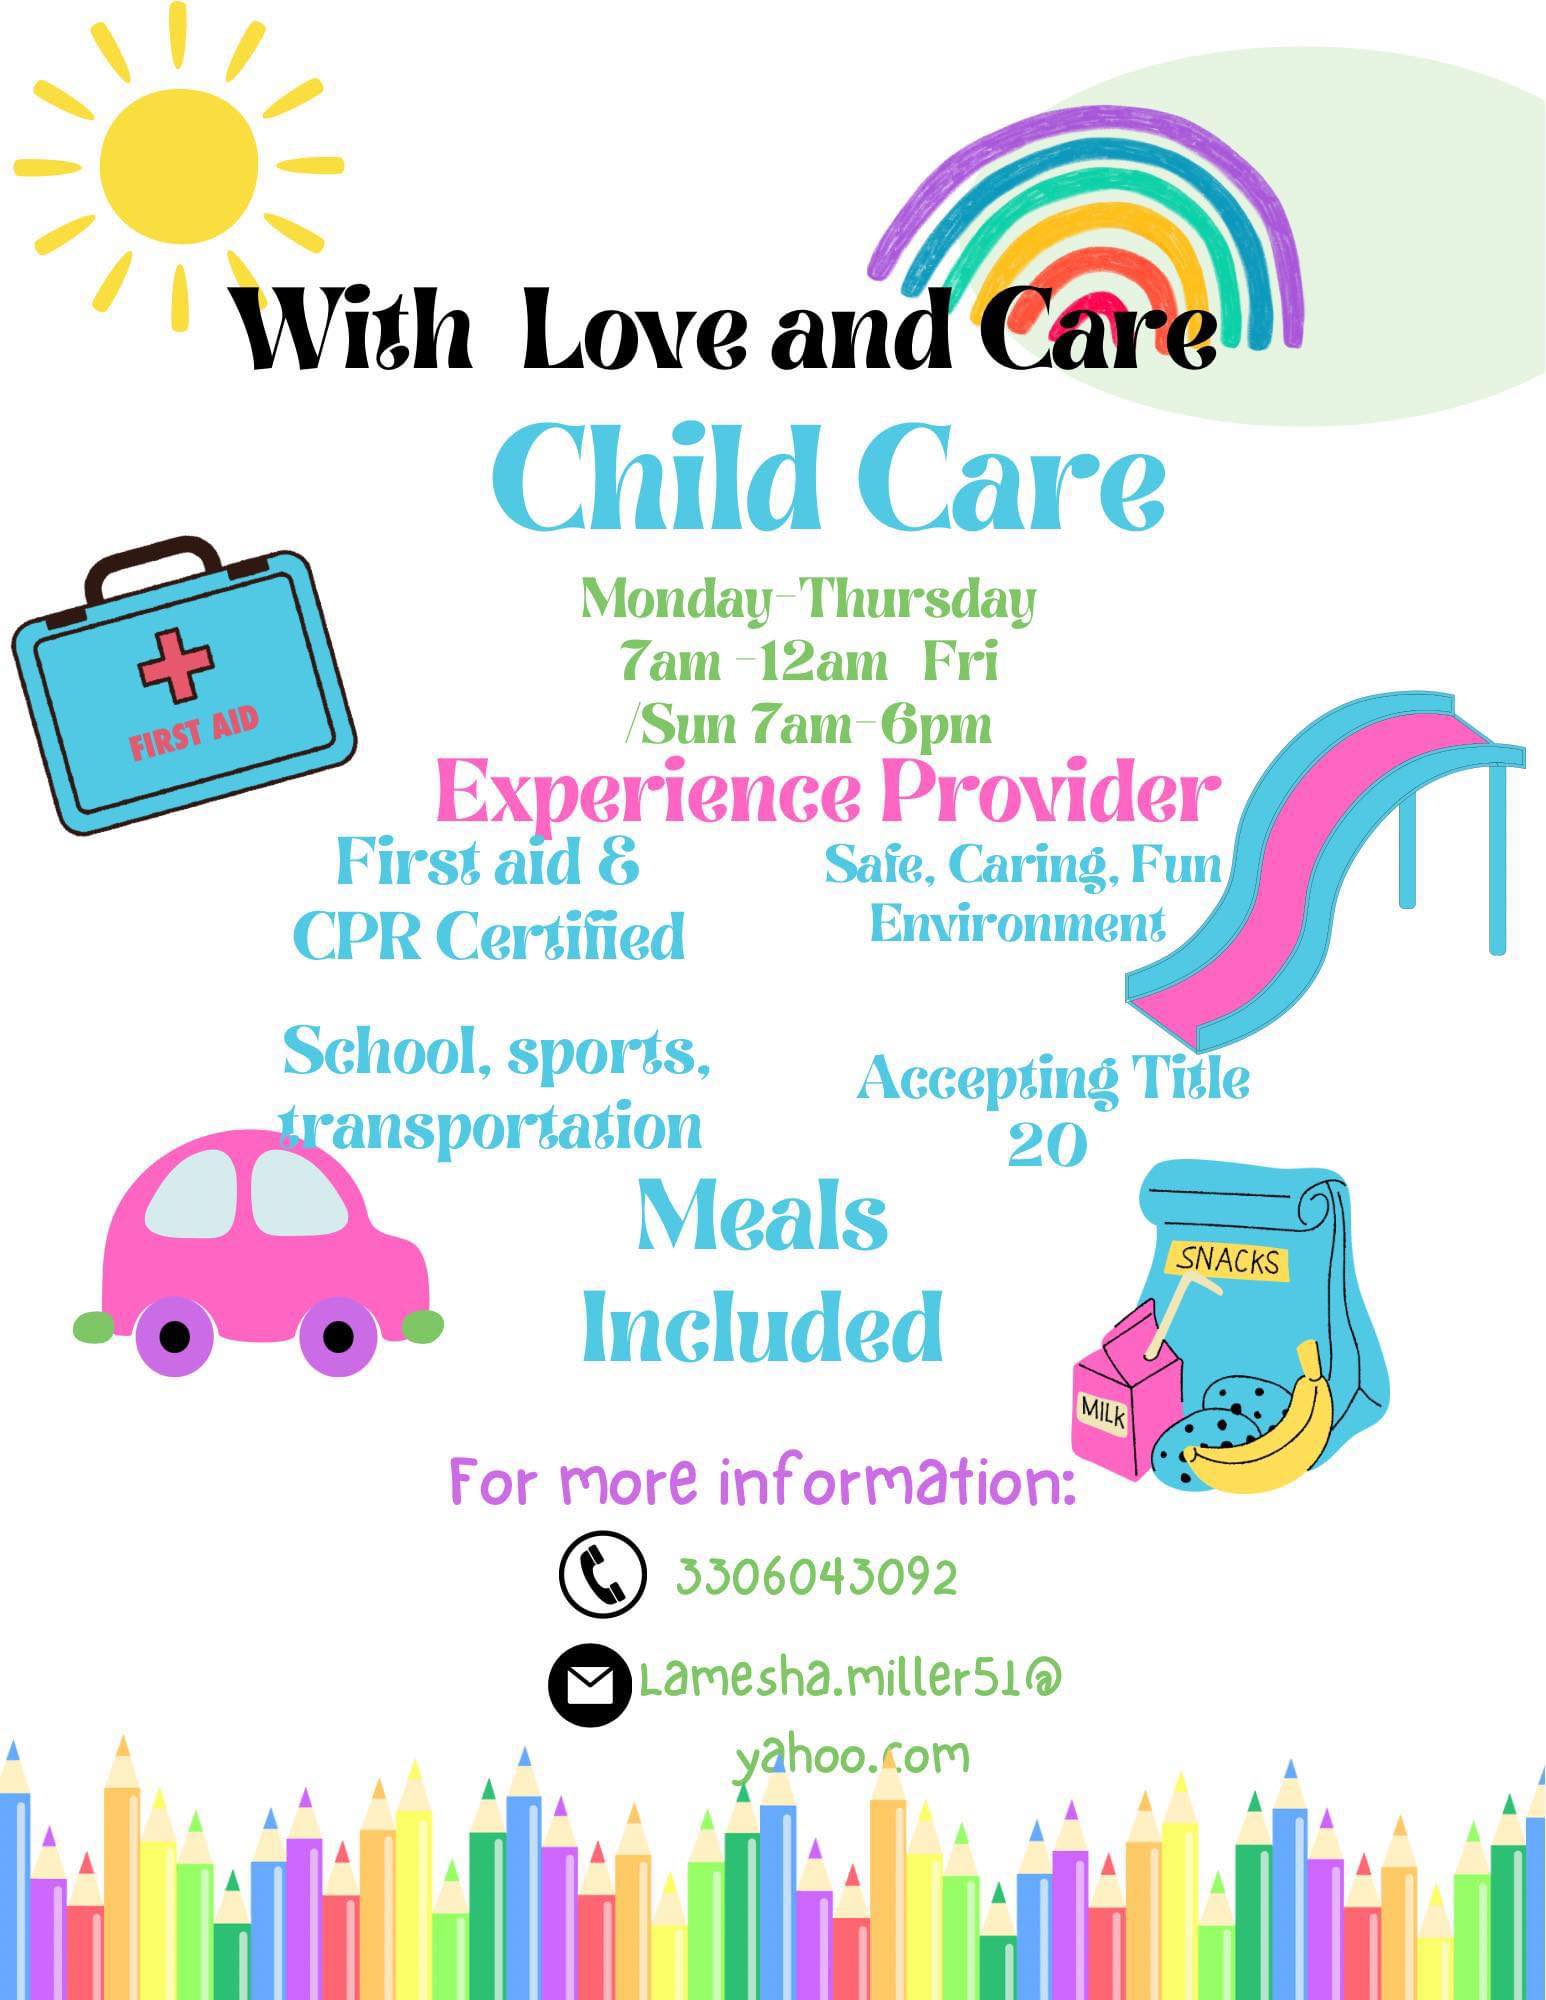 With Love and Care
Child Care
Monday-Thursday
7am -12am Fri
/Sun 7am-6pm
Experience Provider
First aid &
CPR Certified
Safe, Caring, Fun
Environment
FIRST AID
School, sports,
transportation
Accepting Title
20
Meals
Included
SNACKS
MILK
For more information:
3306043092
Lamesha.miller51@
yahoo.com